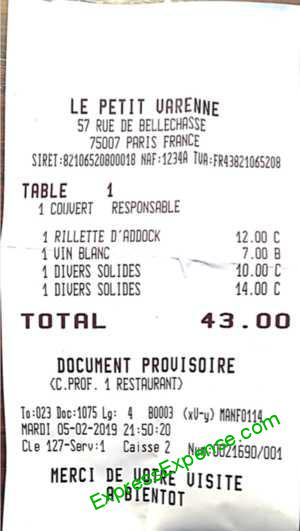 LE PETIT VARENNE
57 RUE DE BELLECHASSE
75007 PARIS FRANCE
SIRET:82106520800018 NAF:1234A TVA:FR43821065208
TABLE 1
1 COUVERT RESPONSABLE
1 RILLETTE D'ADDOCK 12.00 C
1 VIN BLANC 7.00 B
1 DIVERS SOLIDES 10.00 C
1 DIVERS SOLIDES 14.00 C
TOTAL 43.00
DOCUMENT PROVISOIRE
(C.PROF. 1 RESTAURANT)
To:023 Doc:1075 Lg: 4 B0003 (xV-y) MANF0114
MARDI 05-02-2019 21:50:20
Cle 127-Serv:1 Caisse 2 Num:0021690/001
MERCI DE VOTRE VISITE
A BIENTOT
ExpressExpense.com